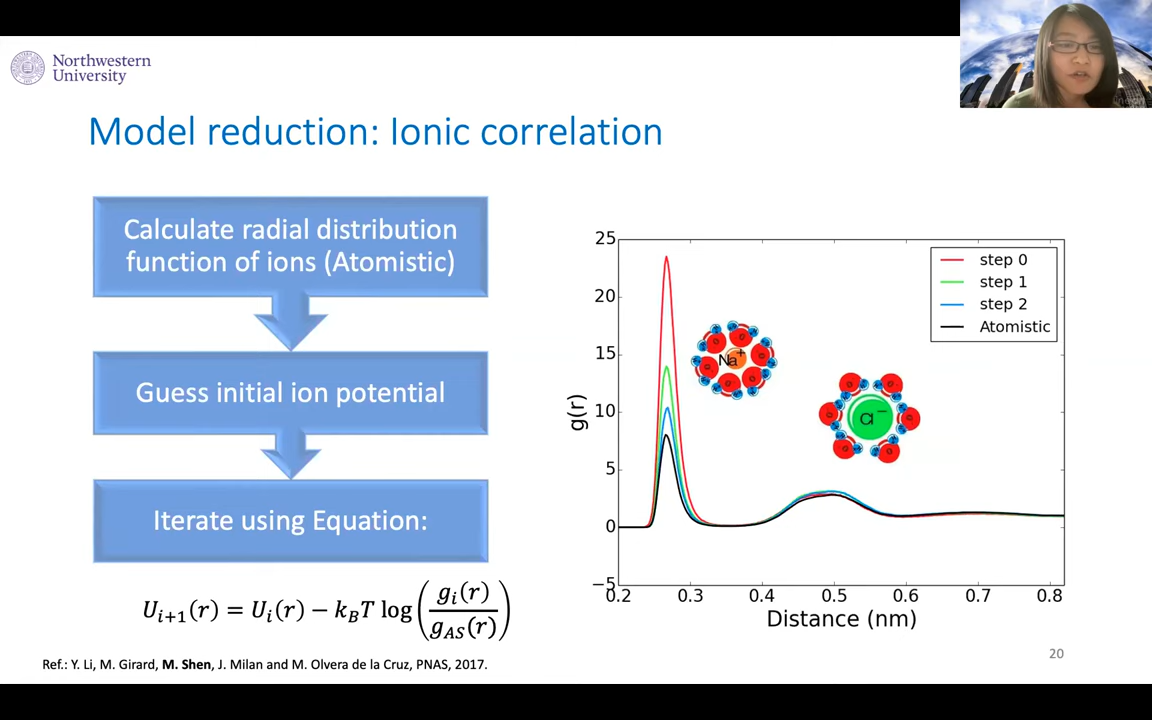 Northwestern
University
Model reduction: Ionic correlation
Calculate radial distribution
function of ions (Atomistic)
Guess initial ion potential
Iterate using Equation:
U_{i+1}(r) = U_i(r) − k_BT log(g_i(r)/g_{AS}(r))
Ref.: Y. Li, M. Girard, M. Shen, J. Milan and M. Olvera de la Cruz, PNAS, 2017.
25
20
15
10
5
0
−5
g(r)
0.2 0.3 0.4 0.5 0.6 0.7 0.8
Distance (nm)
step 0
step 1
step 2
Atomistic
Na+
20